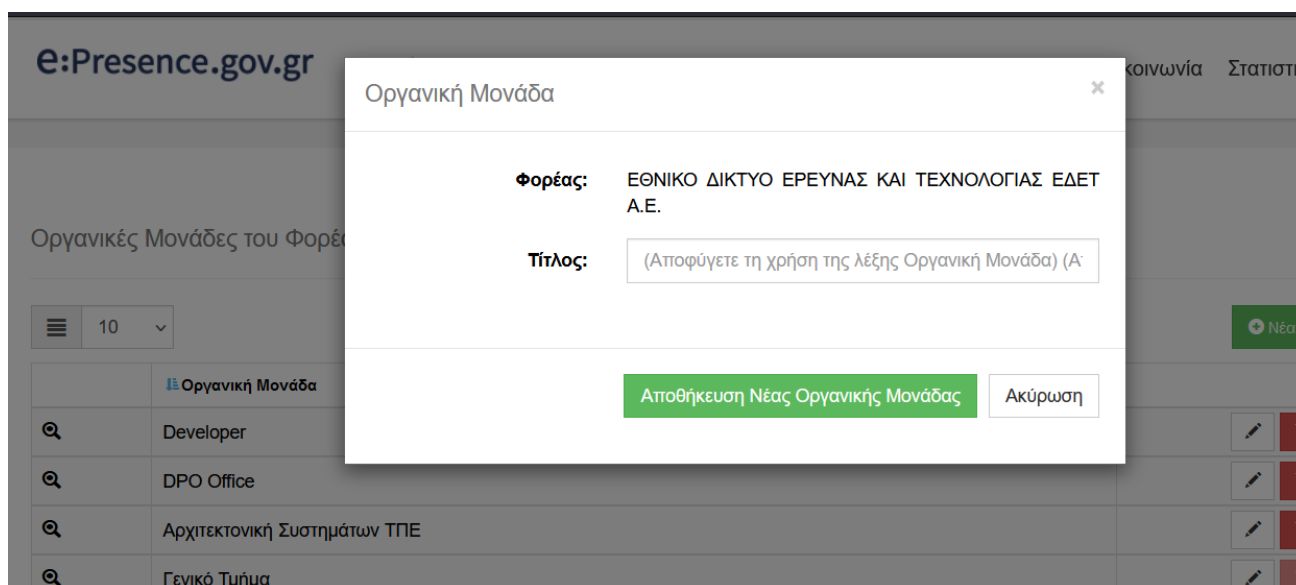 e:Presence.gov.gr
κοινωνία Στατιστι
Οργανική Μονάδα ×
Φορέας: ΕΘΝΙΚΟ ΔΙΚΤΥΟ ΕΡΕΥΝΑΣ ΚΑΙ ΤΕΧΝΟΛΟΓΙΑΣ ΕΔΕΤ
Α.Ε.
Οργανικές Μονάδες του Φορέ
Τίτλος: (Αποφύγετε τη χρήση της λέξης Οργανική Μονάδα) (Α
10
Νέα
Οργανική Μονάδα
Αποθήκευση Νέας Οργανικής Μονάδας Ακύρωση
Developer
DPO Office
Αρχιτεκτονική Συστημάτων ΤΠΕ
Γενικό Τμήμα